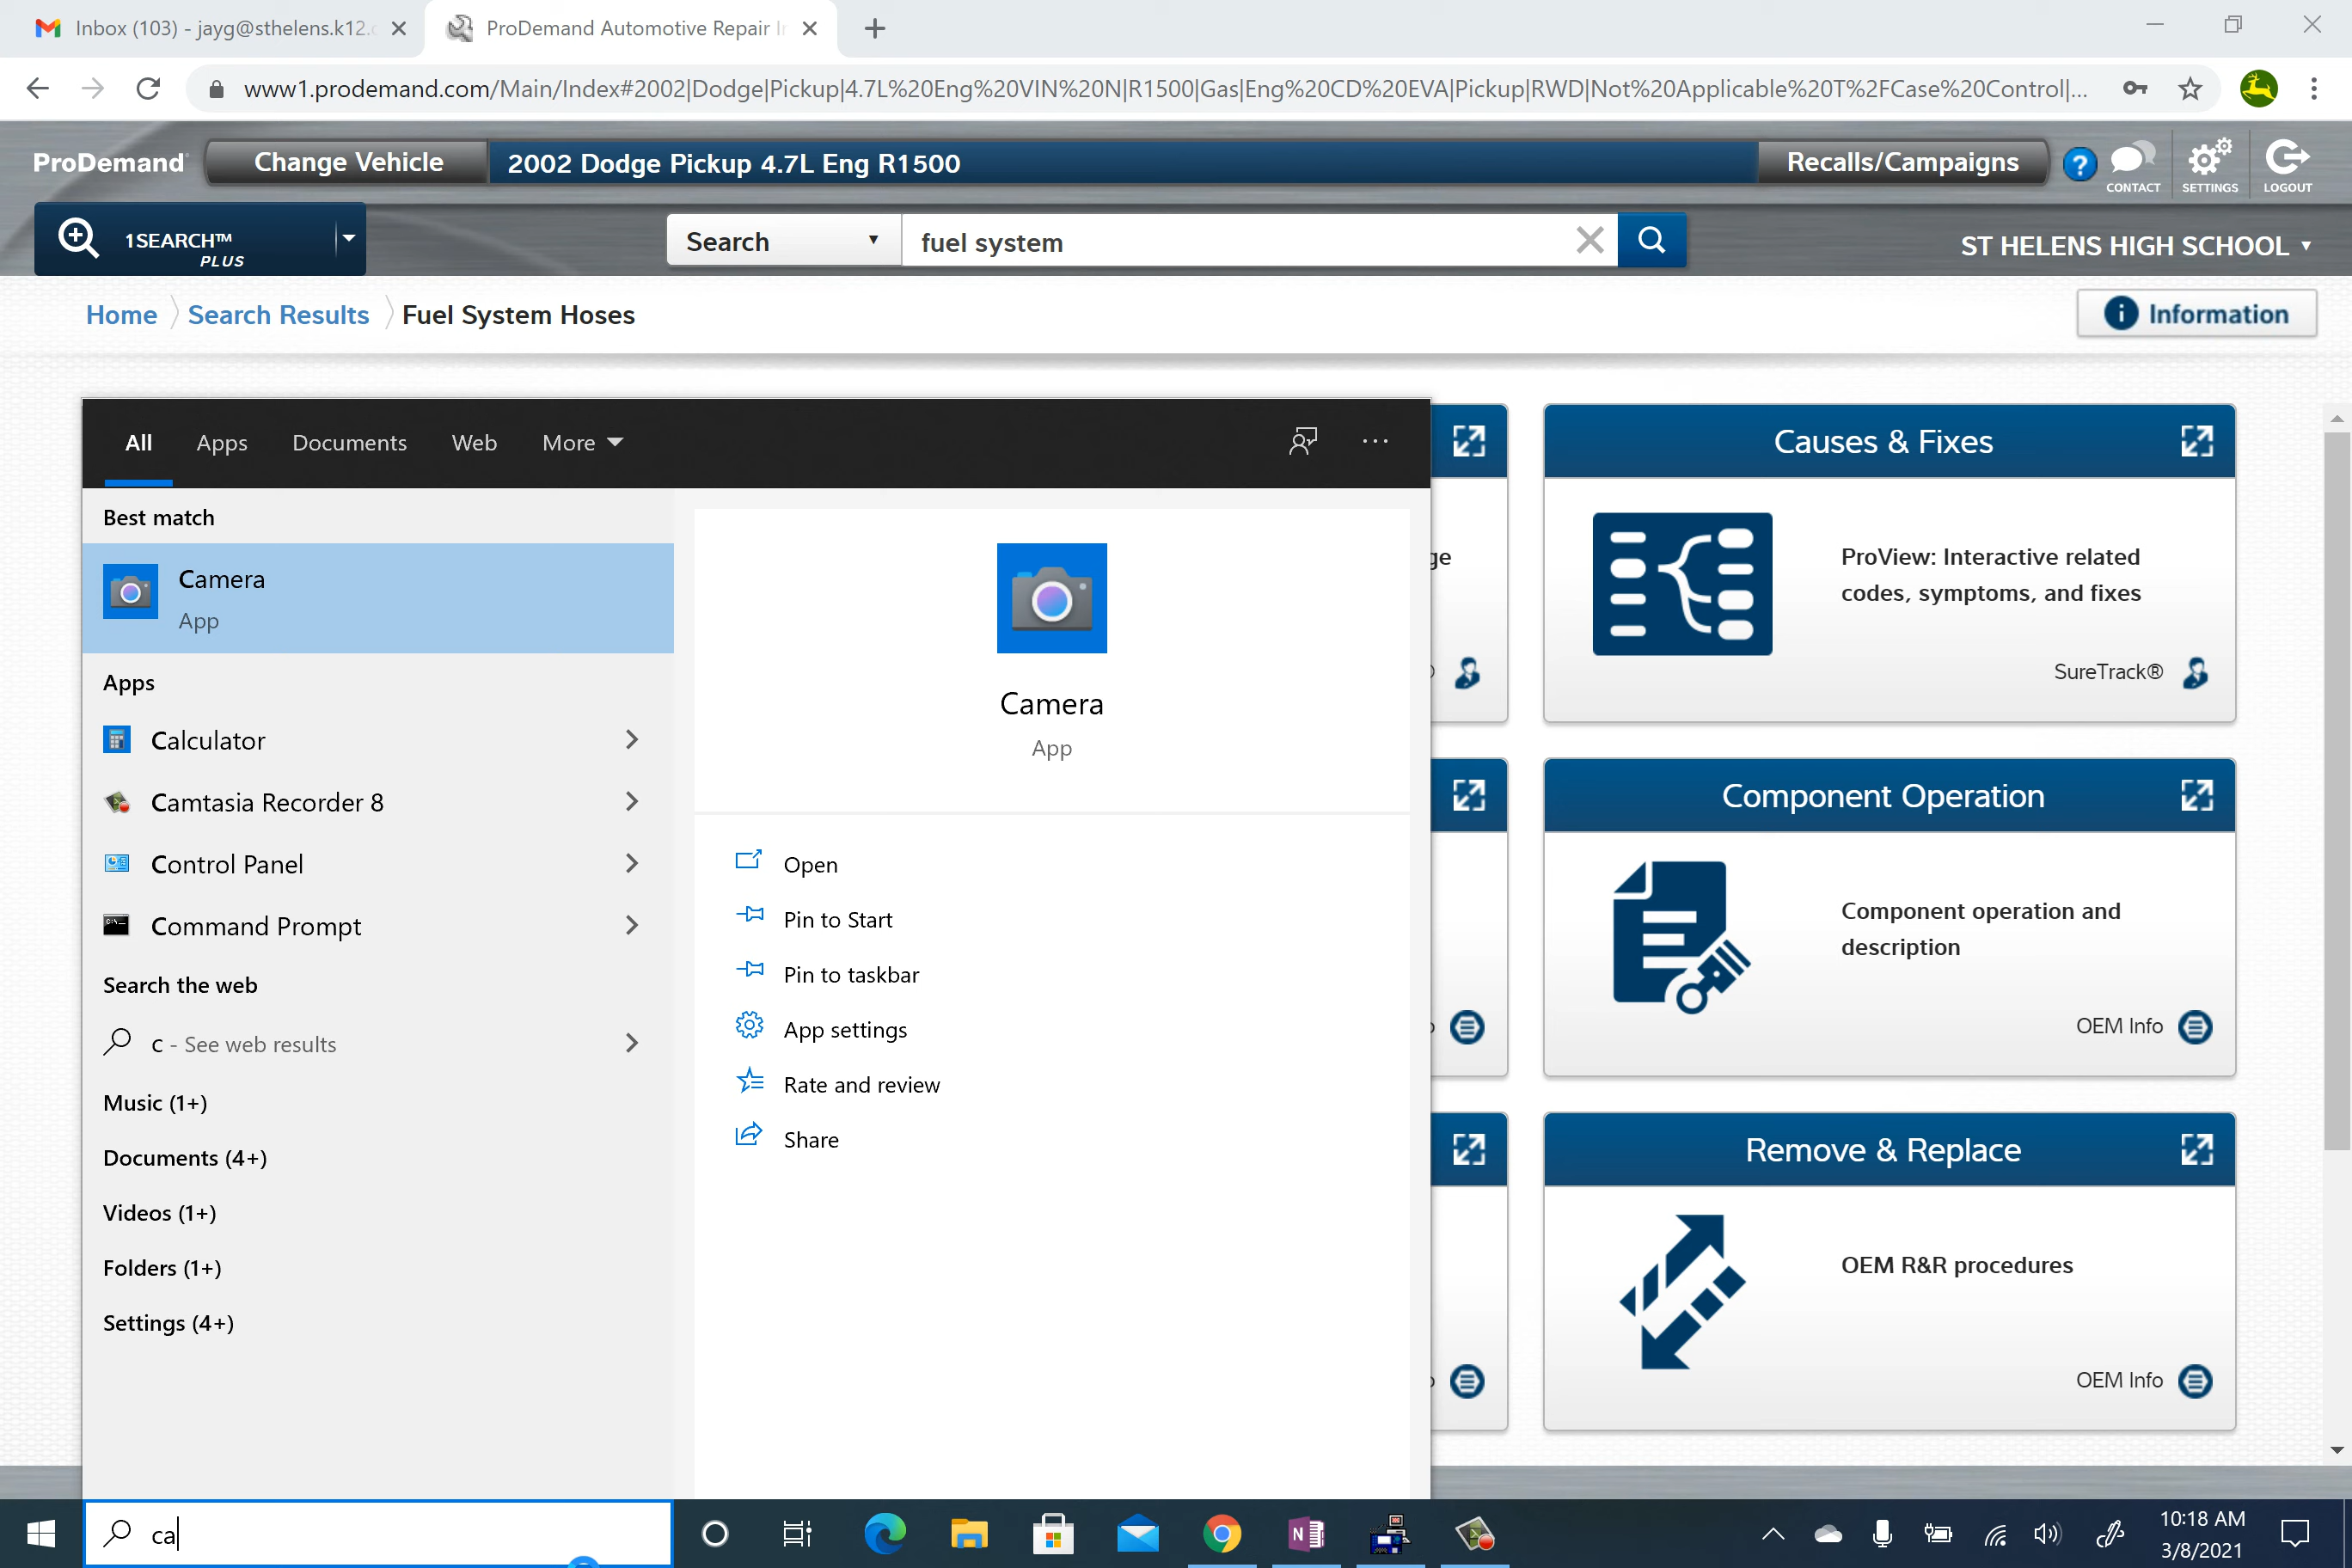 Inbox (103) - jayg@sthelens.k12.
ProDemand Automotive Repair
www1.prodemand.com/Main/Index#2002|Dodge|Pickup|4.7L%20Eng%20VIN%20N|R1500|Gas|Eng%20CD%20EVA|Pickup|RWD|Not%20Applicable%20T%2FCase%20Control|...
ProDemand
Change Vehicle
2002 Dodge Pickup 4.7L Eng R1500
Recalls/Campaigns
?
CONTACT
SETTINGS
LOGOUT
1SEARCH™
PLUS
Search
fuel system
ST HELENS HIGH SCHOOL
Home
Search Results
Fuel System Hoses
Information
All
Apps
Documents
Web
More
Best match
Camera
App
Apps
Calculator
Camtasia Recorder 8
Control Panel
Command Prompt
Search the web
c - See web results
Music (1+)
Documents (4+)
Videos (1+)
Folders (1+)
Settings (4+)
Camera
App
Open
Pin to Start
Pin to taskbar
App settings
Rate and review
Share
Causes & Fixes
ProView: Interactive related
codes, symptoms, and fixes
SureTrack®
Component Operation
Component operation and
description
OEM Info
Remove & Replace
OEM R&R procedures
OEM Info
ca
10:18 AM
3/8/2021